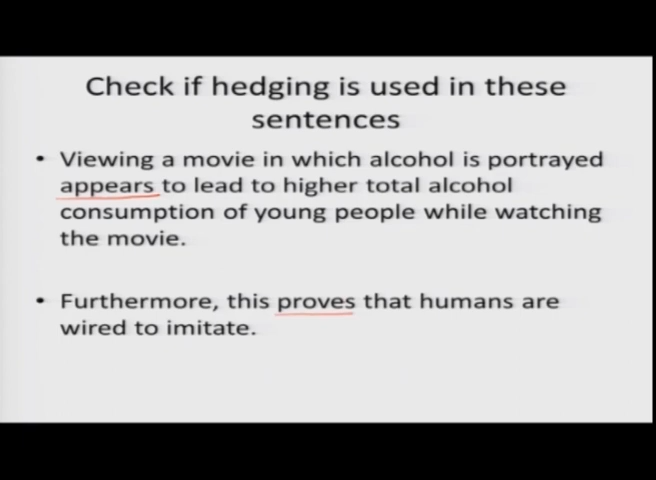 Check if hedging is used in these
sentences
• Viewing a movie in which alcohol is portrayed
appears to lead to higher total alcohol
consumption of young people while watching
the movie.
• Furthermore, this proves that humans are
wired to imitate.